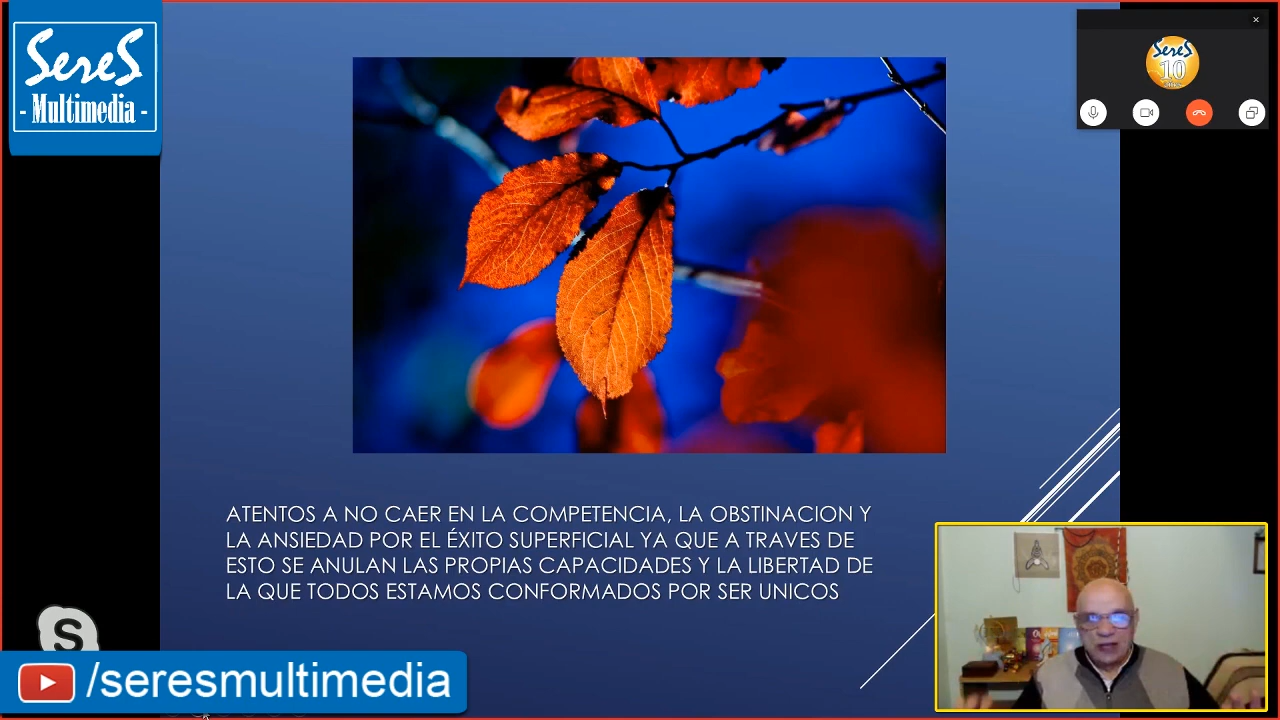 SereS
- Multimedia -
SereS
10
ATENTOS A NO CAER EN LA COMPETENCIA, LA OBSTINACION Y
LA ANSIEDAD POR EL ÉXITO SUPERFICIAL YA QUE A TRAVES DE
ESTO SE ANULAN LAS PROPIAS CAPACIDADES Y LA LIBERTAD DE
LA QUE TODOS ESTAMOS CONFORMADOS POR SER UNICOS
S
/seresmultimedia